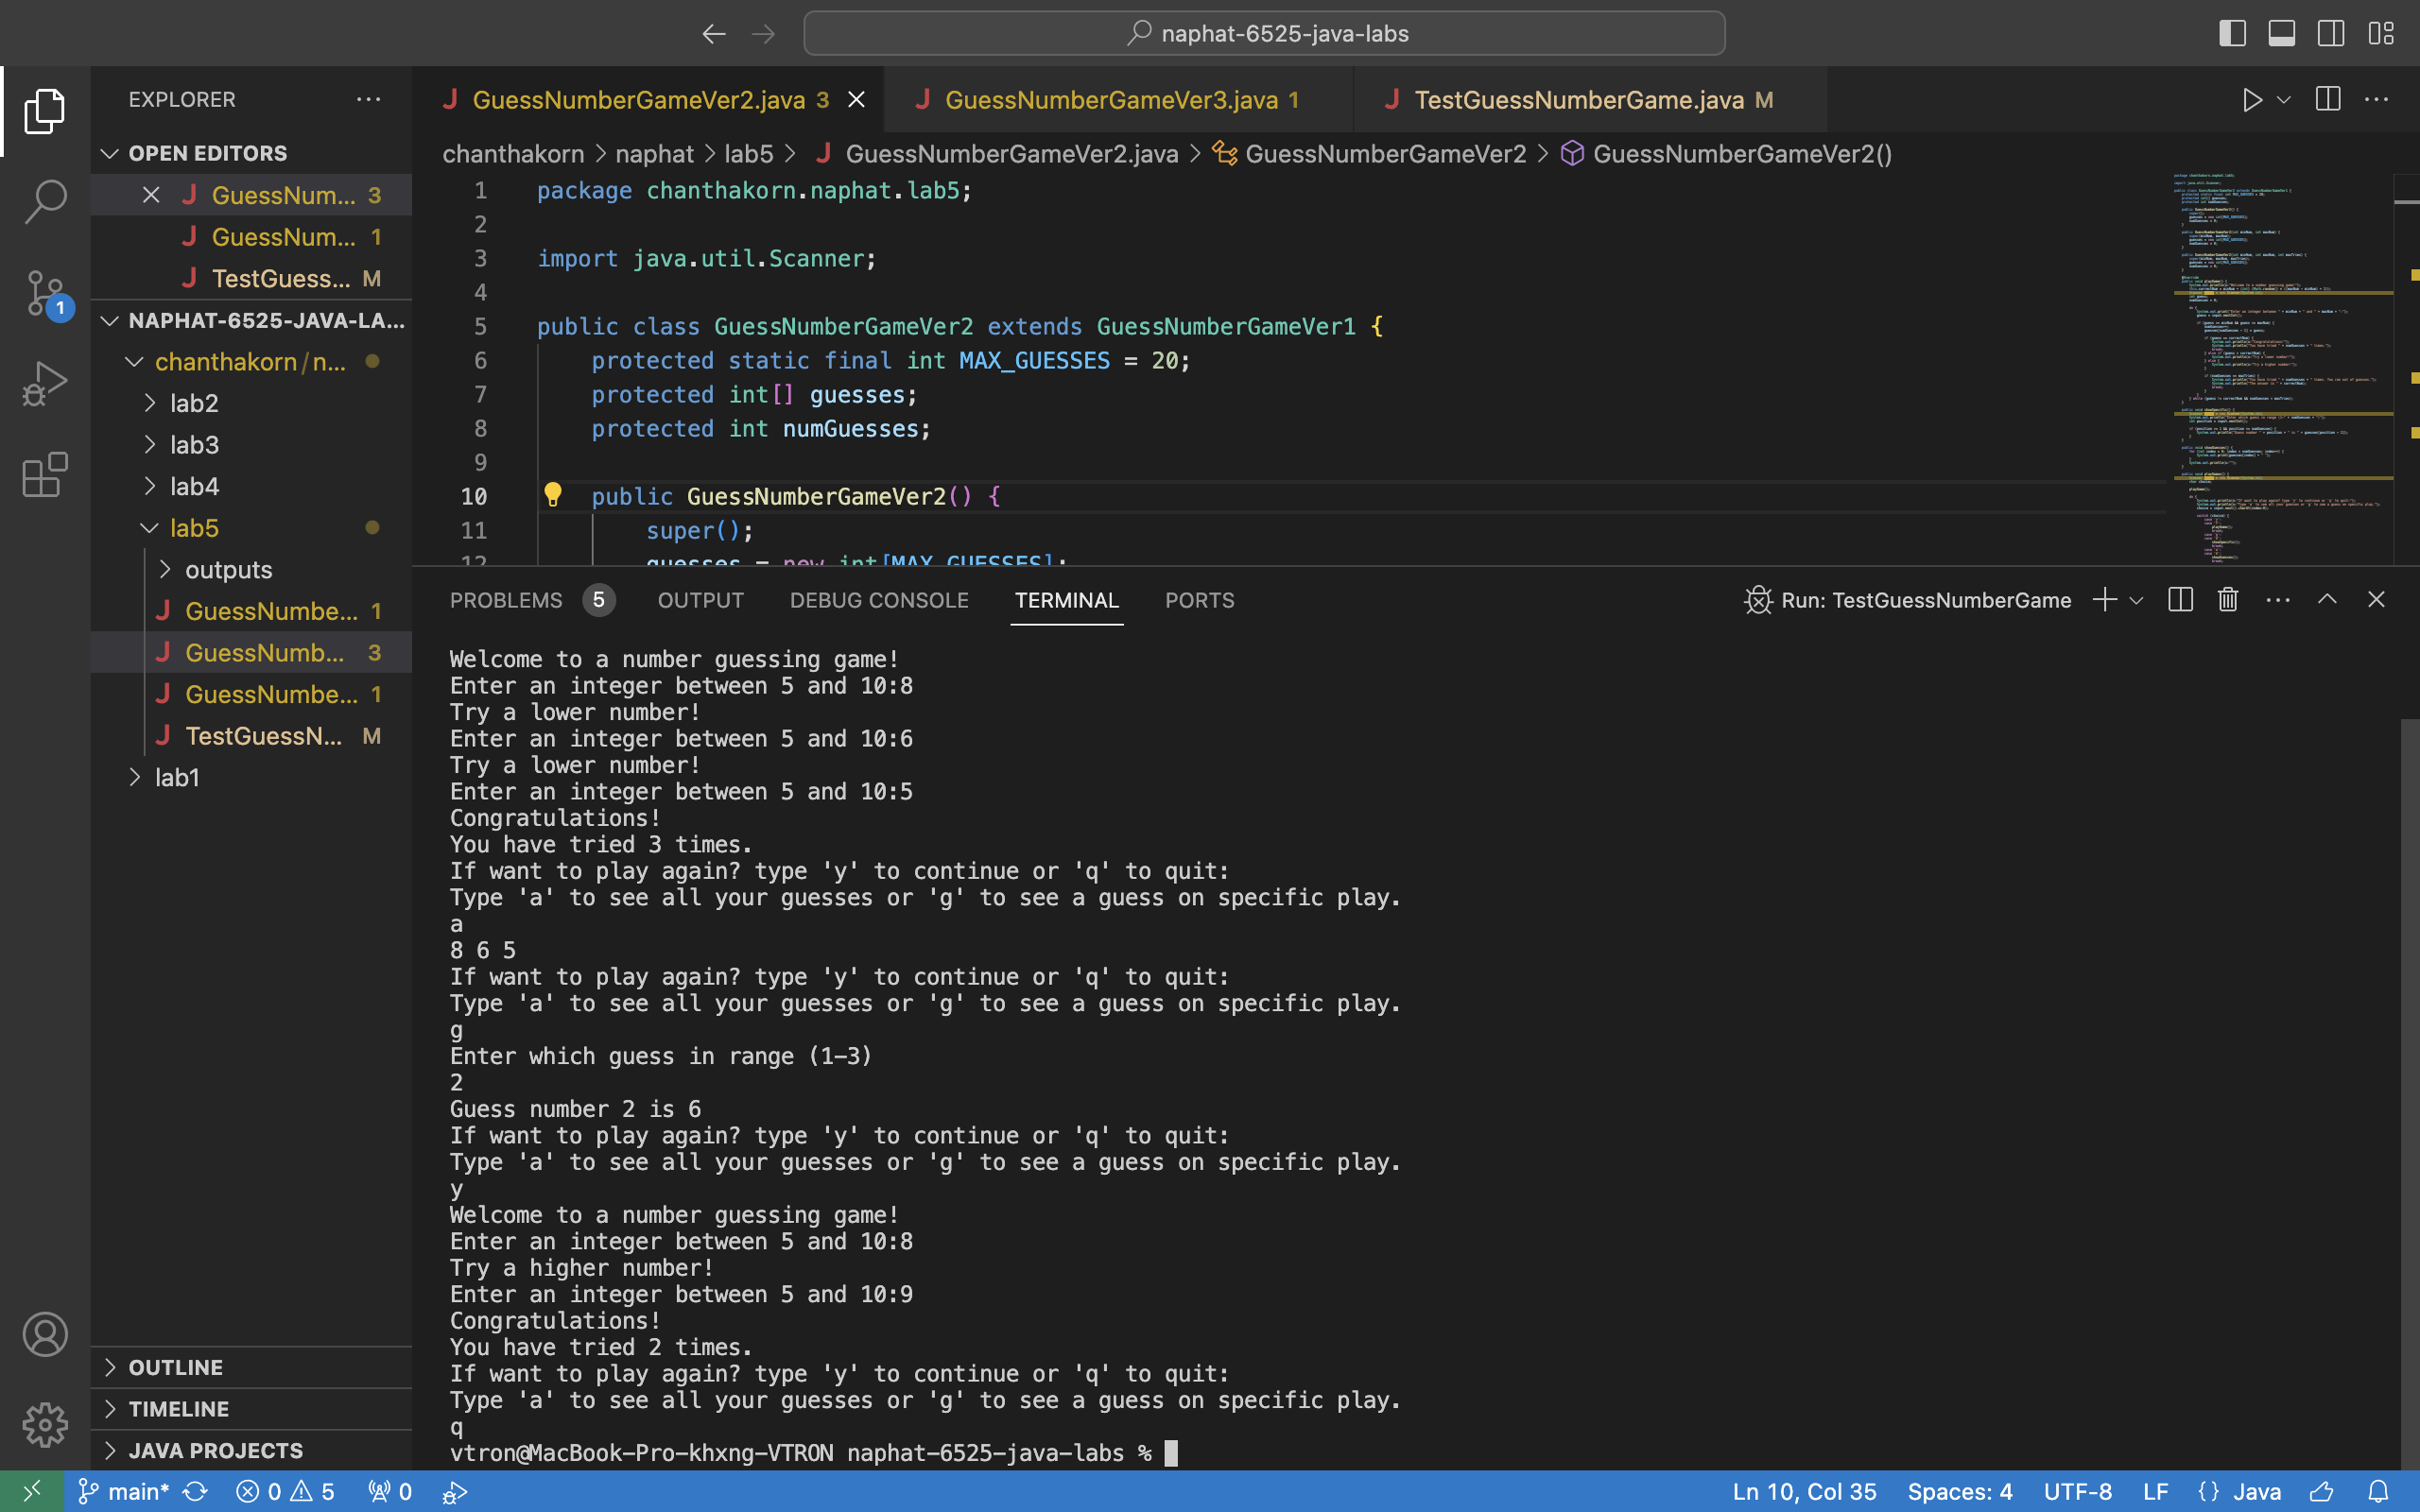 naphat-6525-java-labs
EXPLORER
GuessNumberGameVer2.java 3
GuessNumberGameVer3.java 1
TestGuessNumberGame.java M
OPEN EDITORS
GuessNum... 3
GuessNum... 1
TestGuess... M
NAPHAT-6525-JAVA-LA...
chanthakorn/n...
lab2
lab3
lab4
lab5
outputs
GuessNumbe... 1
GuessNumb... 3
GuessNumbe... 1
TestGuessN... M
lab1
OUTLINE
TIMELINE
JAVA PROJECTS
chanthakorn > naphat > lab5 > GuessNumberGameVer2.java > GuessNumberGameVer2 > GuessNumberGameVer2()
1 package chanthakorn.naphat.lab5;
2
3 import java.util.Scanner;
4
5 public class GuessNumberGameVer2 extends GuessNumberGameVer1 {
6 protected static final int MAX_GUESSES = 20;
7 protected int[] guesses;
8 protected int numGuesses;
9
10 public GuessNumberGameVer2() {
11 super();
12 guesses = new int[MAX_GUESSES];
PROBLEMS 5 OUTPUT DEBUG CONSOLE TERMINAL PORTS
Run: TestGuessNumberGame
Welcome to a number guessing game!
Enter an integer between 5 and 10:8
Try a lower number!
Enter an integer between 5 and 10:6
Try a lower number!
Enter an integer between 5 and 10:5
Congratulations!
You have tried 3 times.
If want to play again? type 'y' to continue or 'q' to quit:
Type 'a' to see all your guesses or 'g' to see a guess on specific play.
a
8 6 5
If want to play again? type 'y' to continue or 'q' to quit:
Type 'a' to see all your guesses or 'g' to see a guess on specific play.
g
Enter which guess in range (1-3)
2
Guess number 2 is 6
If want to play again? type 'y' to continue or 'q' to quit:
Type 'a' to see all your guesses or 'g' to see a guess on specific play.
y
Welcome to a number guessing game!
Enter an integer between 5 and 10:8
Try a higher number!
Enter an integer between 5 and 10:9
Congratulations!
You have tried 2 times.
If want to play again? type 'y' to continue or 'q' to quit:
Type 'a' to see all your guesses or 'g' to see a guess on specific play.
q
vtron@MacBook-Pro-khxng-VTRON naphat-6525-java-labs %
1
main* 0 5 0
Ln 10, Col 35 Spaces: 4 UTF-8 LF {} Java